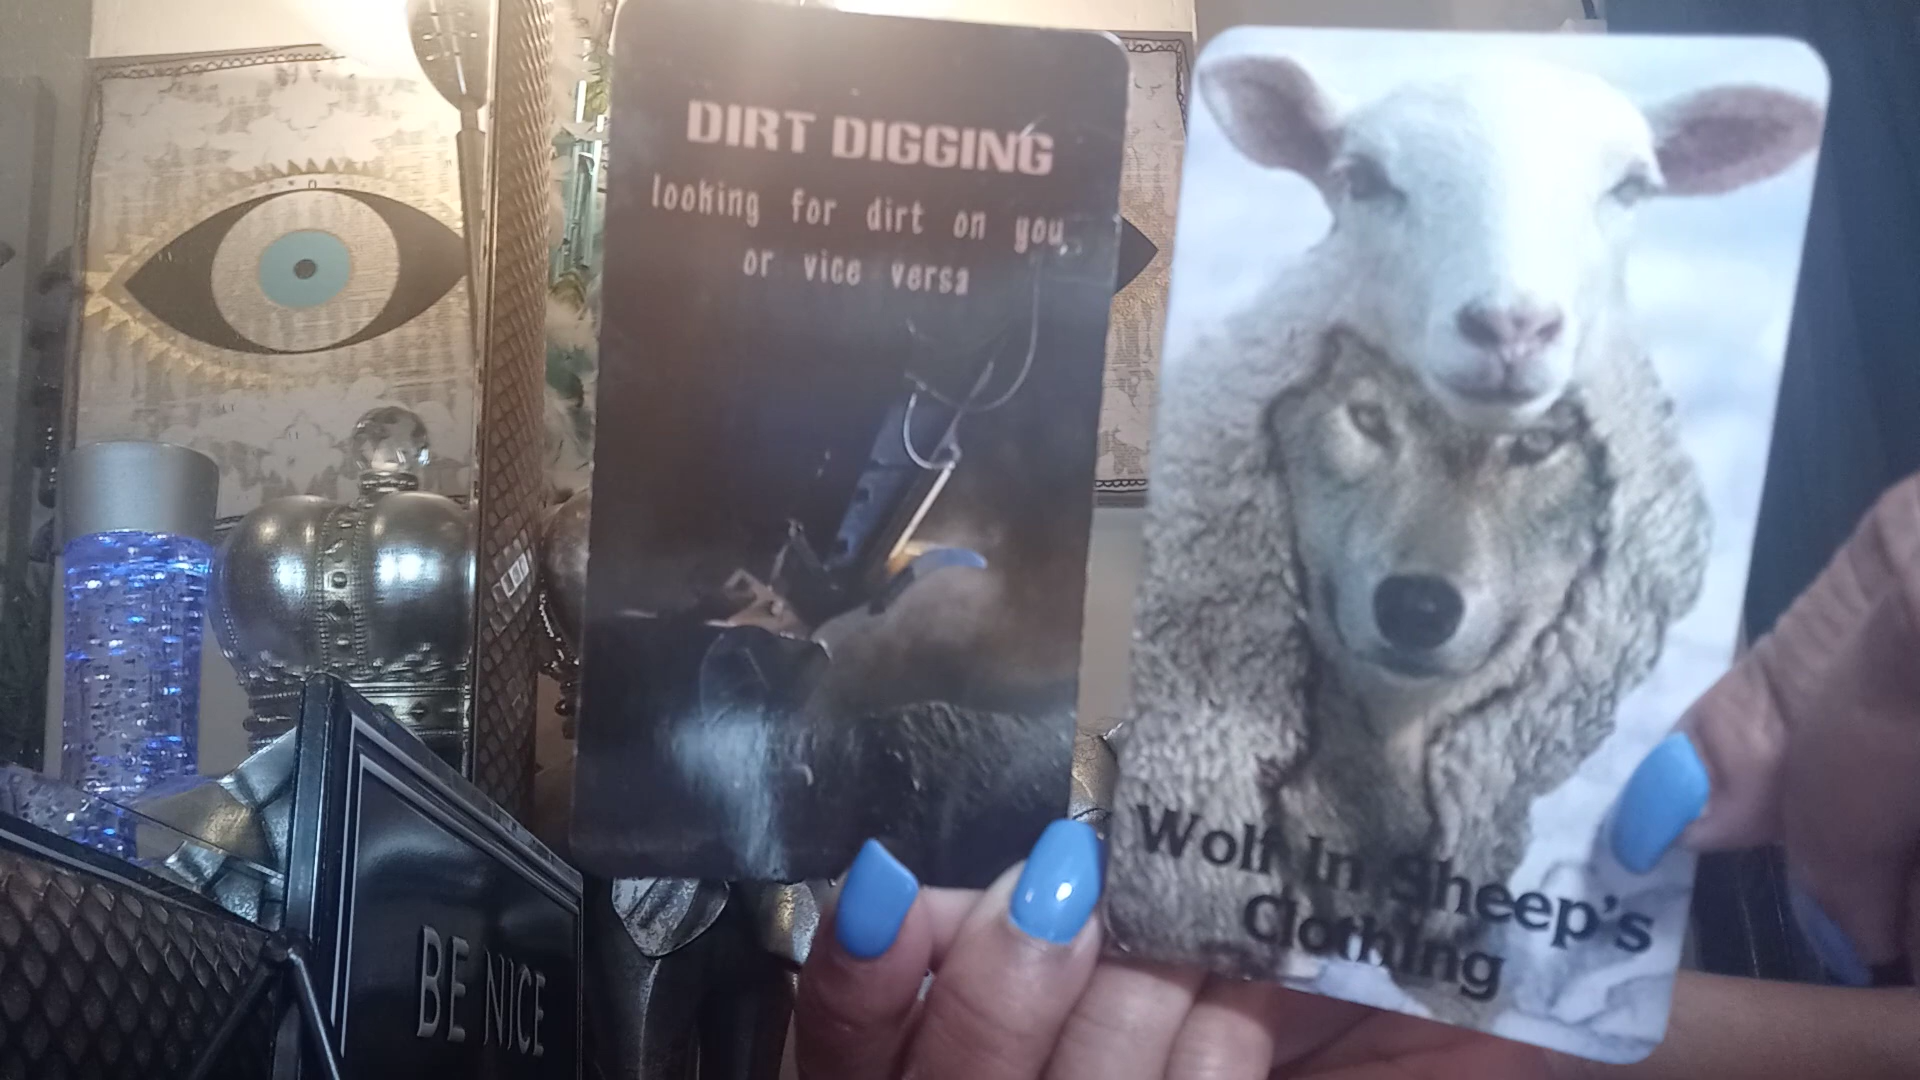 DIRT DIGGING
looking for dirt on you
or vice versa
Wolf In Sheep's
Clothing
BE NICE